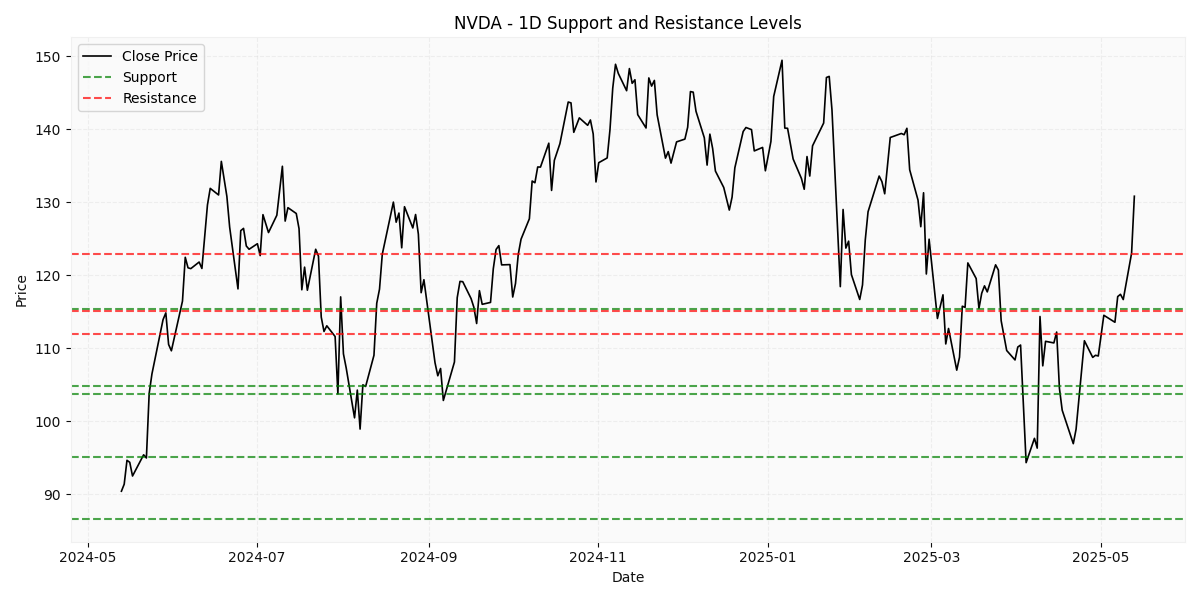 NVDA - 1D Support and Resistance Levels
Close Price
Support
Resistance
150
140
130
120
110
100
90
Price
2024-05 2024-07 2024-09 2024-11 2025-01 2025-03 2025-05
Date